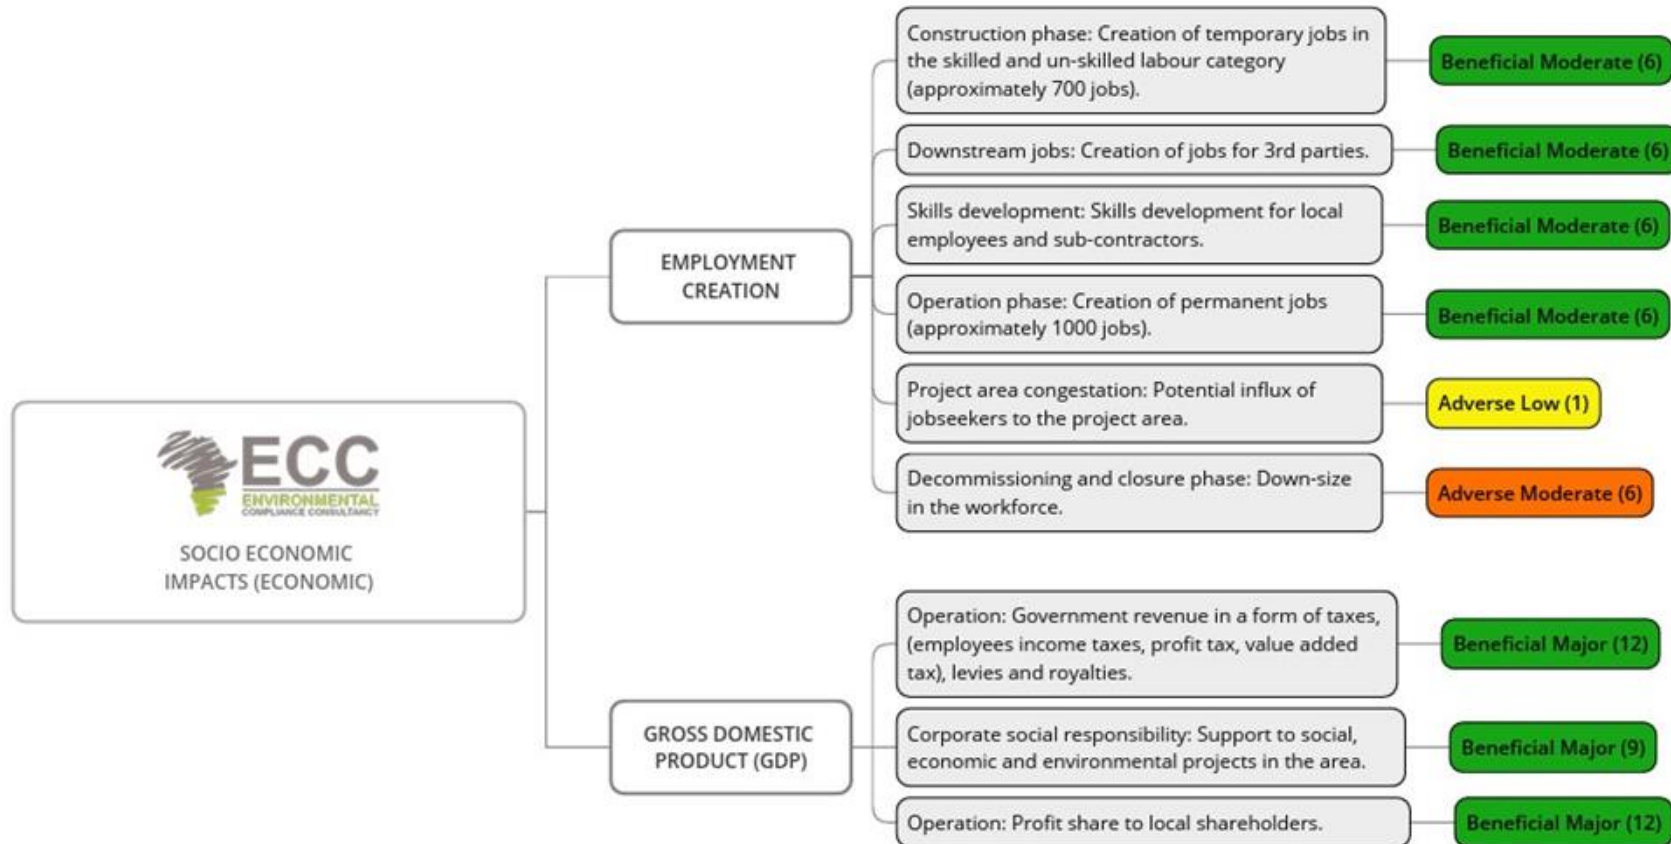 ECC
ENVIRONMENTAL
COMPLIANCE CONSULTANCY
SOCIO ECONOMIC
IMPACTS (ECONOMIC)
EMPLOYMENT
CREATION
Construction phase: Creation of temporary jobs in
the skilled and un-skilled labour category
(approximately 700 jobs).
Beneficial Moderate (6)
Downstream jobs: Creation of jobs for 3rd parties.
Beneficial Moderate (6)
Skills development: Skills development for local
employees and sub-contractors.
Beneficial Moderate (6)
Operation phase: Creation of permanent jobs
(approximately 1000 jobs).
Beneficial Moderate (6)
Project area congestion: Potential influx of
jobseekers to the project area.
Adverse Low (1)
Decommissioning and closure phase: Down-size
in the workforce.
Adverse Moderate (6)
GROSS DOMESTIC
PRODUCT (GDP)
Operation: Government revenue in a form of taxes,
(employees income taxes, profit tax, value added
tax), levies and royalties.
Beneficial Major (12)
Corporate social responsibility: Support to social,
economic and environmental projects in the area.
Beneficial Major (9)
Operation: Profit share to local shareholders.
Beneficial Major (12)